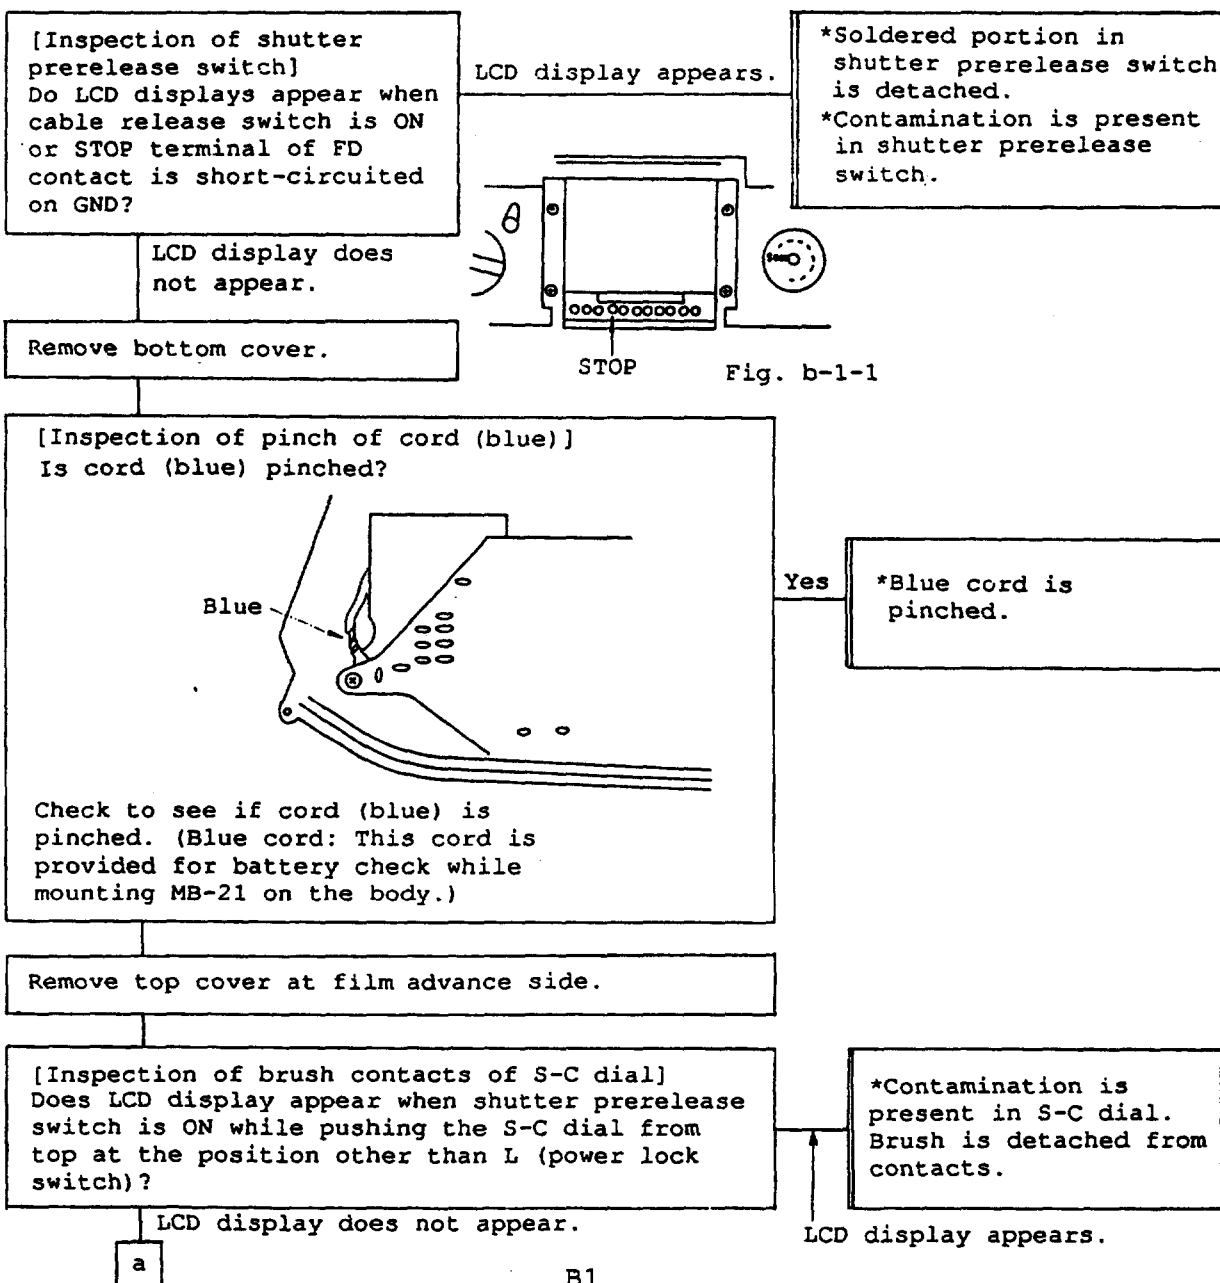 [Inspection of shutter
prerelease switch]
Do LCD displays appear when
cable release switch is ON
or STOP terminal of FD
contact is short-circuited
on GND?
LCD display appears.
*Soldered portion in
shutter prerelease switch
is detached.
*Contamination is present
in shutter prerelease
switch.
LCD display does
not appear.
STOP
Fig. b-1-1
Remove bottom cover.
[Inspection of pinch of cord (blue)]
Is cord (blue) pinched?
Blue
Yes
*Blue cord is
pinched.
Check to see if cord (blue) is
pinched. (Blue cord: This cord is
provided for battery check while
mounting MB-21 on the body.)
Remove top cover at film advance side.
[Inspection of brush contacts of S-C dial]
Does LCD display appear when shutter prerelease
switch is ON while pushing the S-C dial from
top at the position other than L (power lock
switch)?
*Contamination is
present in S-C dial.
Brush is detached from
contacts.
LCD display does not appear.
LCD display appears.
a
B1